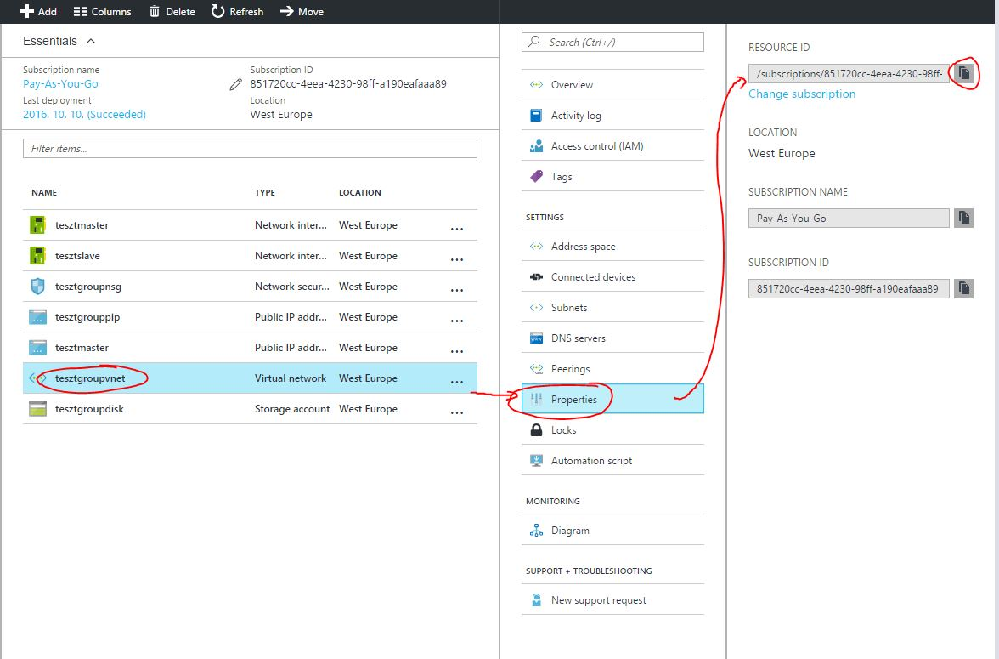 Add Columns Delete Refresh Move
Essentials
Subscription name
Pay-As-You-Go
Last deployment
2016. 10. 10. (Succeeded)
Subscription ID
851720cc-4eea-4230-98ff-a190eafaaa89
Location
West Europe
Filter items...
NAME TYPE LOCATION
tesztmaster Network inter... West Europe ...
tesztslave Network inter... West Europe ...
tesztgroupnsg Network secur... West Europe ...
tesztgrouppip Public IP addr... West Europe ...
tesztmaster Public IP addr... West Europe ...
tesztgroupvnet Virtual network West Europe ...
tesztgroupdisk Storage account West Europe ...
Search (Ctrl+/)
Overview
Activity log
Access control (IAM)
Tags
SETTINGS
Address space
Connected devices
Subnets
DNS servers
Peerings
Properties
Locks
Automation script
MONITORING
Diagram
SUPPORT + TROUBLESHOOTING
New support request
RESOURCE ID
/subscriptions/851720cc-4eea-4230-98ff-
Change subscription
LOCATION
West Europe
SUBSCRIPTION NAME
Pay-As-You-Go
SUBSCRIPTION ID
851720cc-4eea-4230-98ff-a190eafaaa89